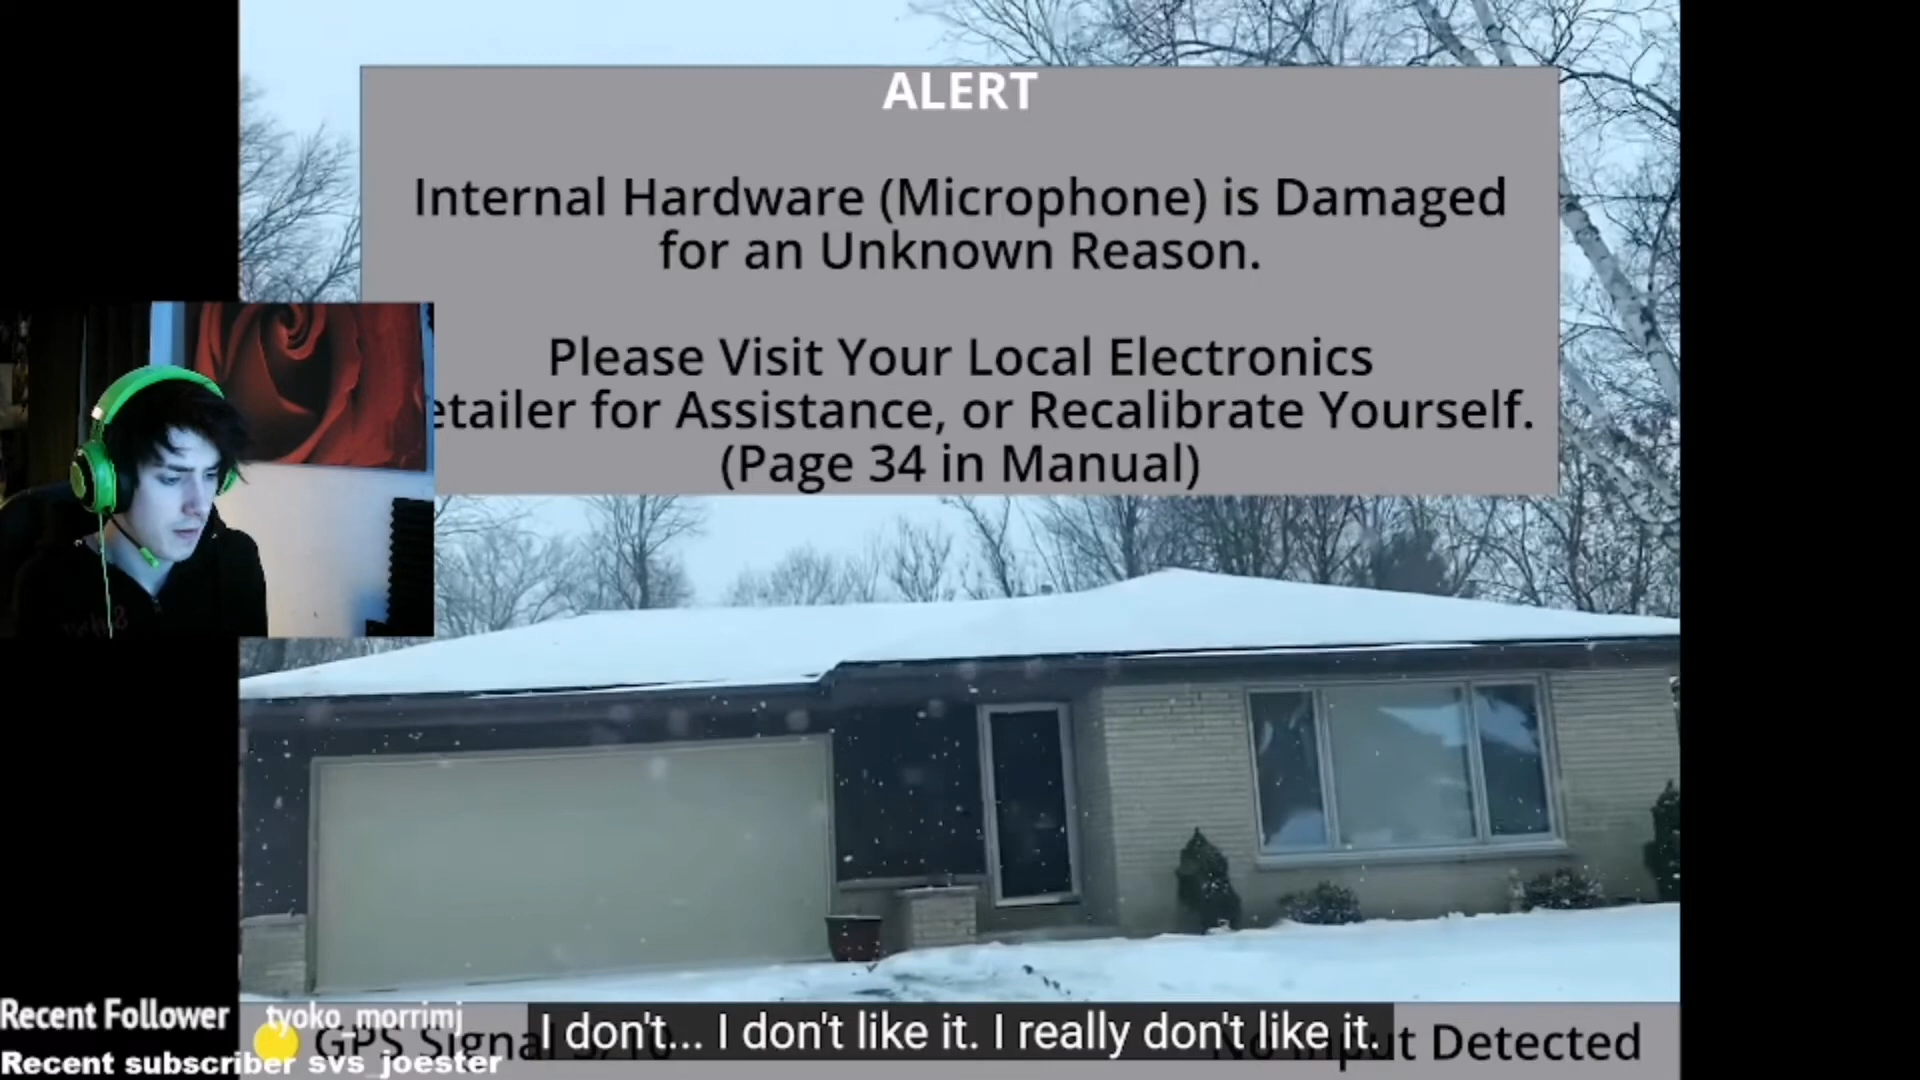 ALERT
Internal Hardware (Microphone) is Damaged
for an Unknown Reason.
Please Visit Your Local Electronics
etailer for Assistance, or Recalibrate Yourself.
(Page 34 in Manual)
Recent Follower tyoko_morrimj
GPS Signal
I don't... I don't like it. I really don't like it.
No Input Detected
Recent subscriber svs_joester